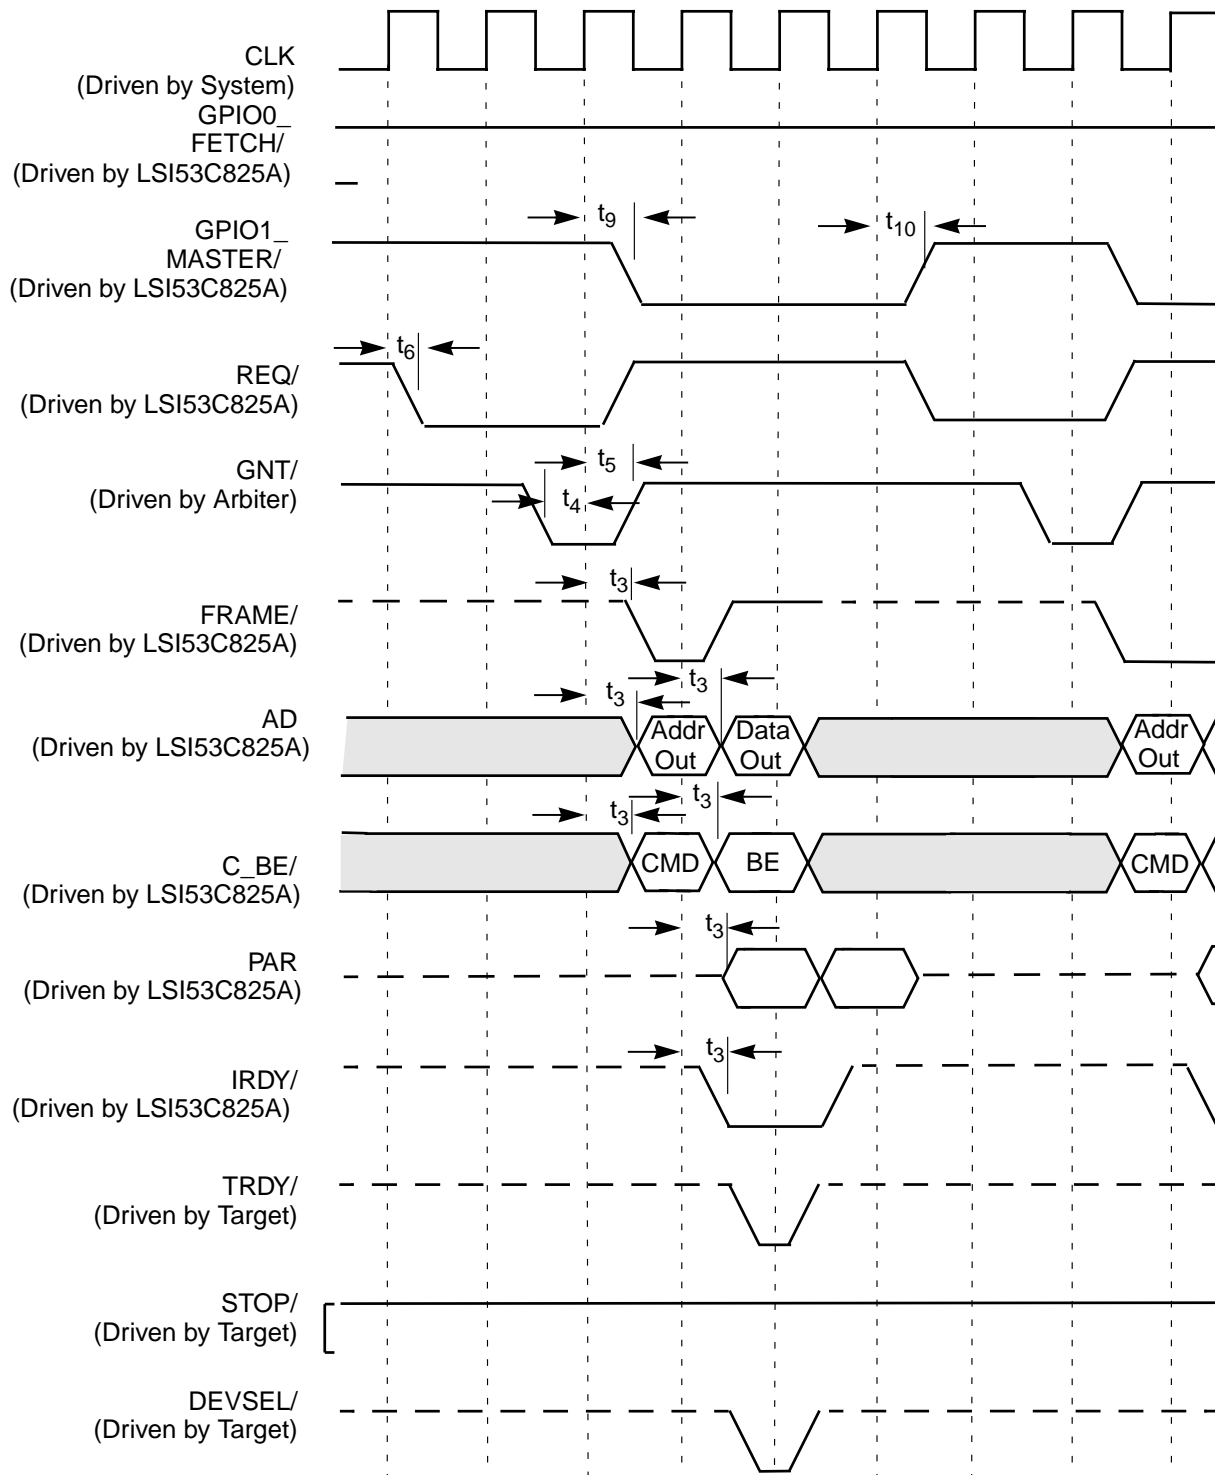 CLK
(Driven by System)
GPIO0_
FETCH/
(Driven by LSI53C825A)
t9
t10
GPIO1_
MASTER/
(Driven by LSI53C825A)
t6
REQ/
(Driven by LSI53C825A)
t5
GNT/
(Driven by Arbiter)
t4
t3
FRAME/
(Driven by LSI53C825A)
t3
t3
AD
(Driven by LSI53C825A)
Addr
Out
Data
Out
Addr
Out
t3
t3
C_BE/
(Driven by LSI53C825A)
CMD
BE
CMD
t3
PAR
(Driven by LSI53C825A)
t3
IRDY/
(Driven by LSI53C825A)
TRDY/
(Driven by Target)
STOP/
(Driven by Target)
DEVSEL/
(Driven by Target)